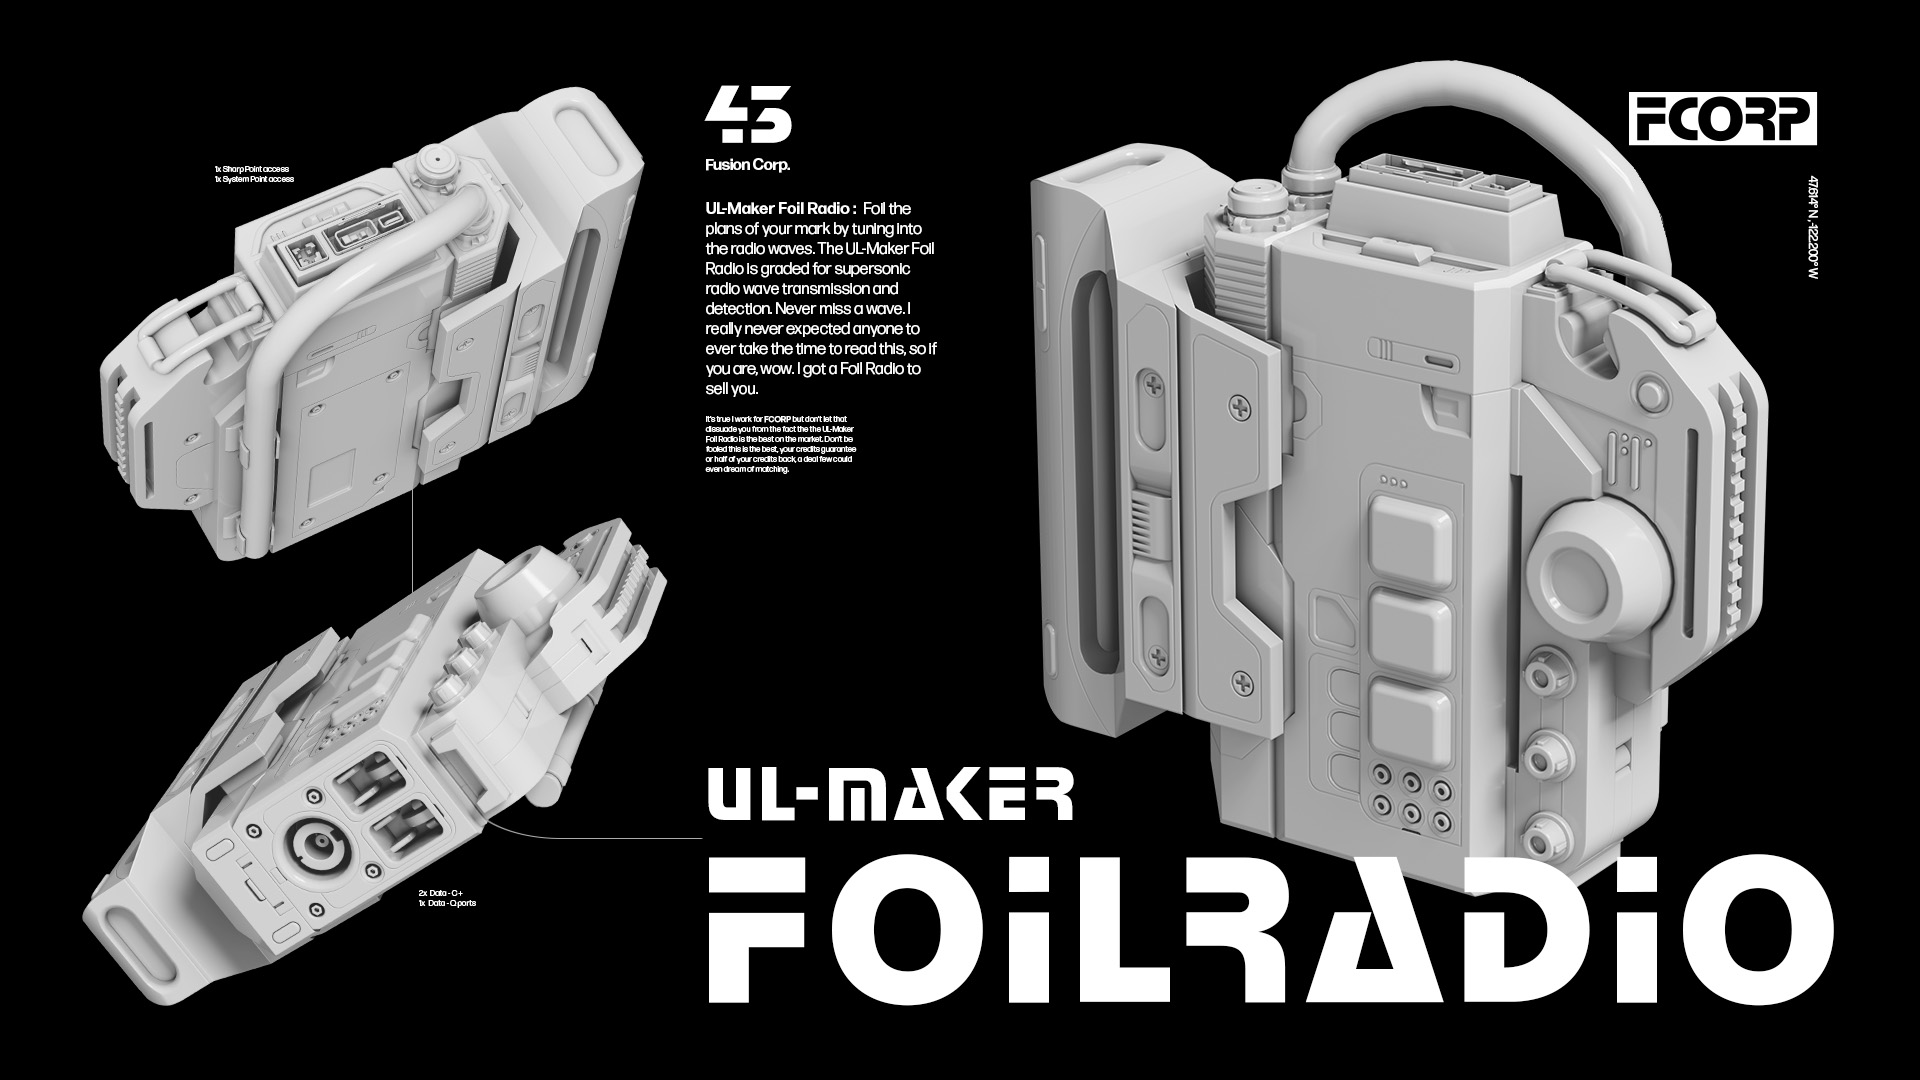 1x Sharp Point access
1x System Point access
43
Fusion Corp.
UL-Maker Foil Radio : Foil the
plans of your mark by tuning into
the radio waves. The UL-Maker Foil
Radio is graded for supersonic
radio wave transmission and
detection. Never miss a wave. I
really never expected anyone to
ever take the time to read this, so if
you are, wow. I got a Foil Radio to
sell you.
It's true I work for FCORP but don't let that
dissuade you from the fact the the UL-Maker
Foil Radio is the best on the market. Don't be
fooled this is the best, your credits guarantee
or half of your credits back, a deal few could
even dream of matching.
FCORP
47.614° N, -122.200° W
2x Data - C+
1x Data - Q ports
UL-MAKER
FOiLRADiO